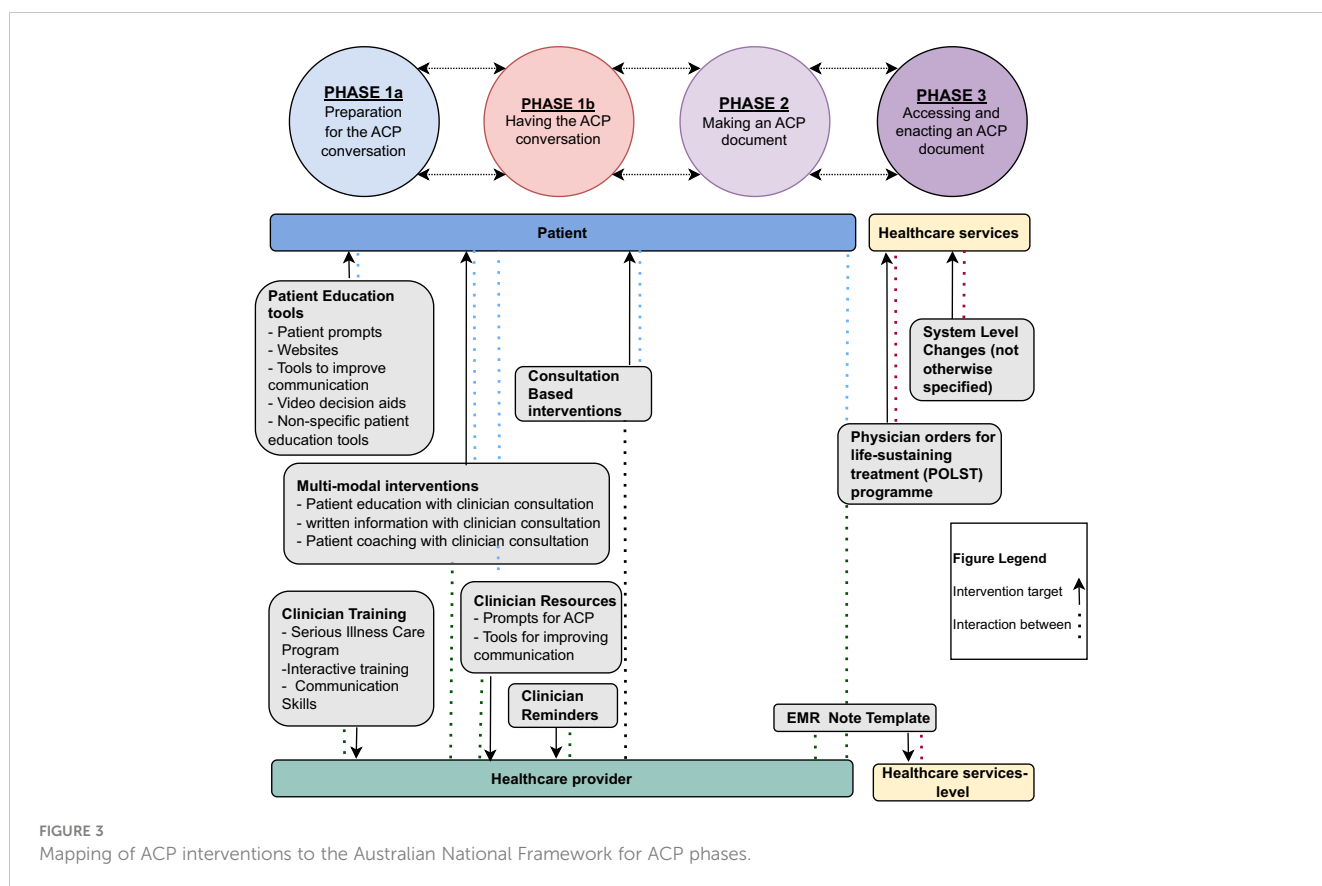 PHASE 1a
Preparation
for the ACP
conversation
PHASE 1b
Having the ACP
conversation
PHASE 2
Making an ACP
document
PHASE 3
Accessing and
enacting an ACP
document
Patient
Healthcare services
Patient Education
tools
- Patient prompts
- Websites
- Tools to improve
communication
- Video decision aids
- Non-specific patient
education tools
Consultation
Based
interventions
System Level
Changes (not
otherwise
specified)
Physician orders for
life-sustaining
treatment (POLST)
programme
Multi-modal interventions
- Patient education with clinician consultation
- written information with clinician consultation
- Patient coaching with clinician consultation
Figure Legend
Intervention target
Interaction between
Clinician Training
- Serious Illness Care
Program
-Interactive training
- Communication
Skills
Clinician Resources
- Prompts for ACP
- Tools for improving
communication
Clinician
Reminders
EMR Note Template
Healthcare provider
Healthcare services-
level
FIGURE 3
Mapping of ACP interventions to the Australian National Framework for ACP phases.